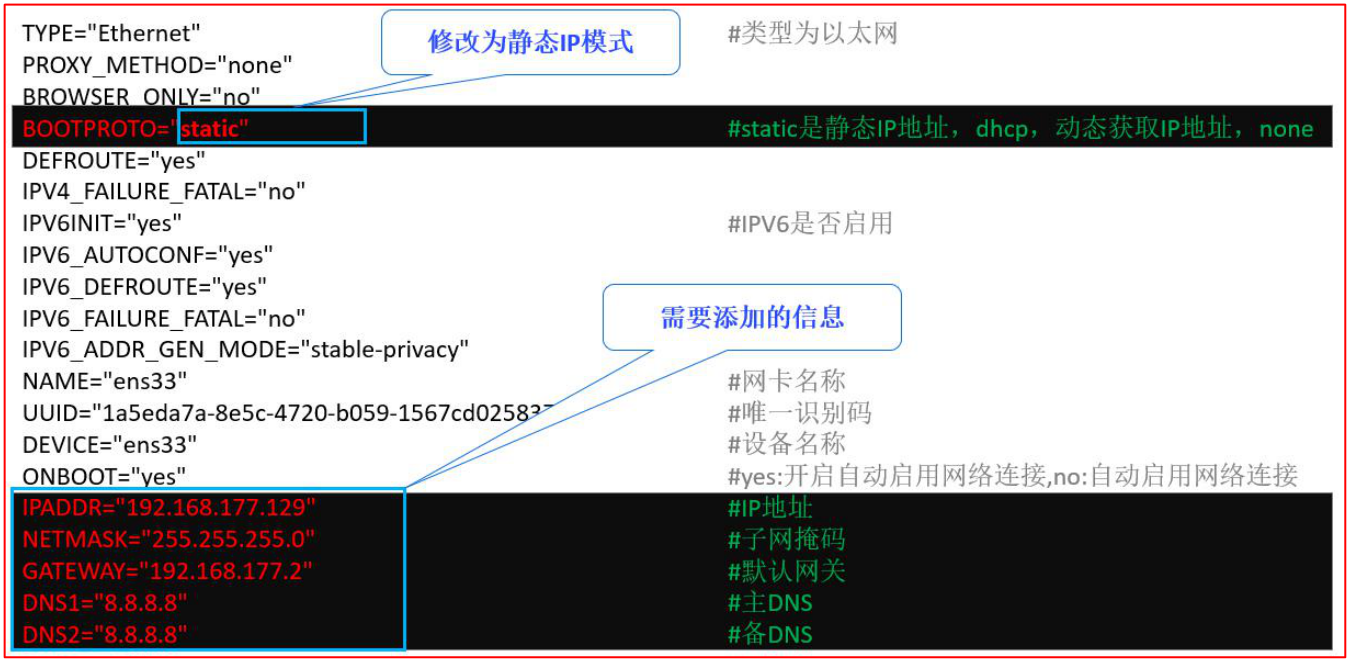 修改为静态IP模式
TYPE="Ethernet" #类型为以太网
PROXY_METHOD="none"
BROWSER_ONLY="no"
BOOTPROTO="static" #static是静态IP地址，dhcp，动态获取IP地址，none
DEFROUTE="yes"
IPV4_FAILURE_FATAL="no"
IPV6INIT="yes" #IPV6是否启用
IPV6_AUTOCONF="yes"
IPV6_DEFROUTE="yes"
需要添加的信息
IPV6_FAILURE_FATAL="no"
IPV6_ADDR_GEN_MODE="stable-privacy"
NAME="ens33" #网卡名称
UUID="1a5eda7a-8e5c-4720-b059-1567cd025837 #唯一识别码
DEVICE="ens33" #设备名称
ONBOOT="yes" #yes:开启自动启用网络连接,no:自动启用网络连接
IPADDR="192.168.177.129" #IP地址
NETMASK="255.255.255.0" #子网掩码
GATEWAY="192.168.177.2" #默认网关
DNS1="8.8.8.8" #主DNS
DNS2="8.8.8.8" #备DNS